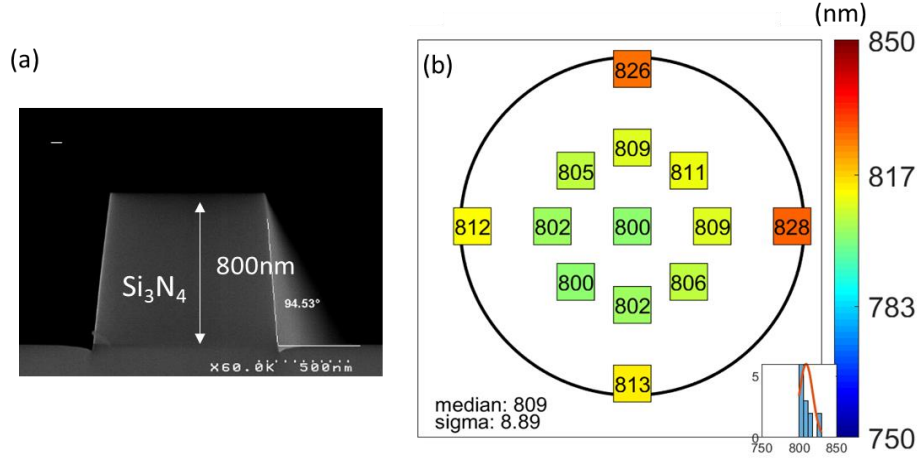 (a)
Si₃N₄
800nm
94.53°
X60.0K 500nm
(b)
826
809
805
811
812
802
800
809
828
800
806
802
813
median: 809
sigma: 8.89
5
0
750 800 850
(nm)
850
817
783
750